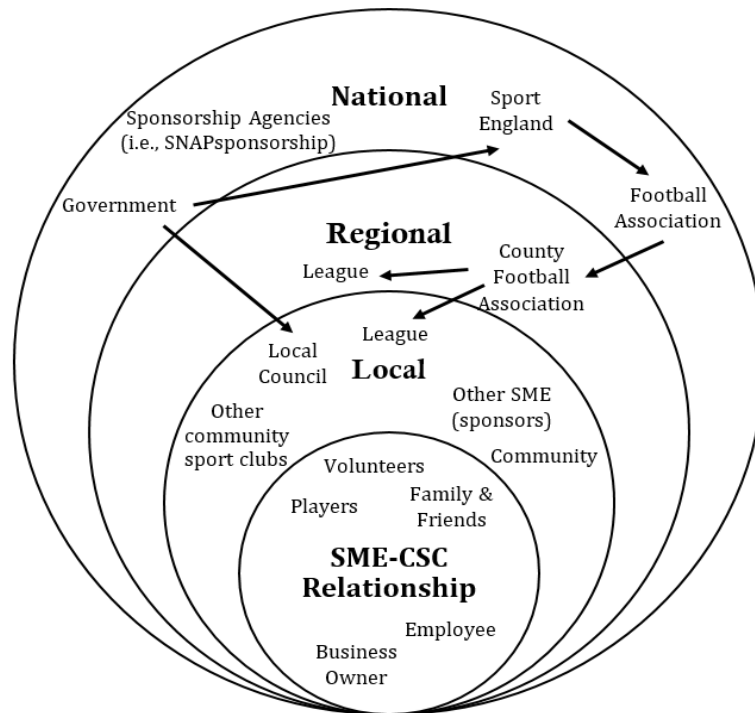 National
Sport
England
Sponsorship Agencies
(i.e., SNAPsponsorship)
Government
Football
Association
Regional
County
Football
Association
League
League
Local
Council
Local
Other SME
(sponsors)
Other
community
sport clubs
Community
Volunteers
Players
Family &
Friends
SME-CSC
Relationship
Employee
Business
Owner